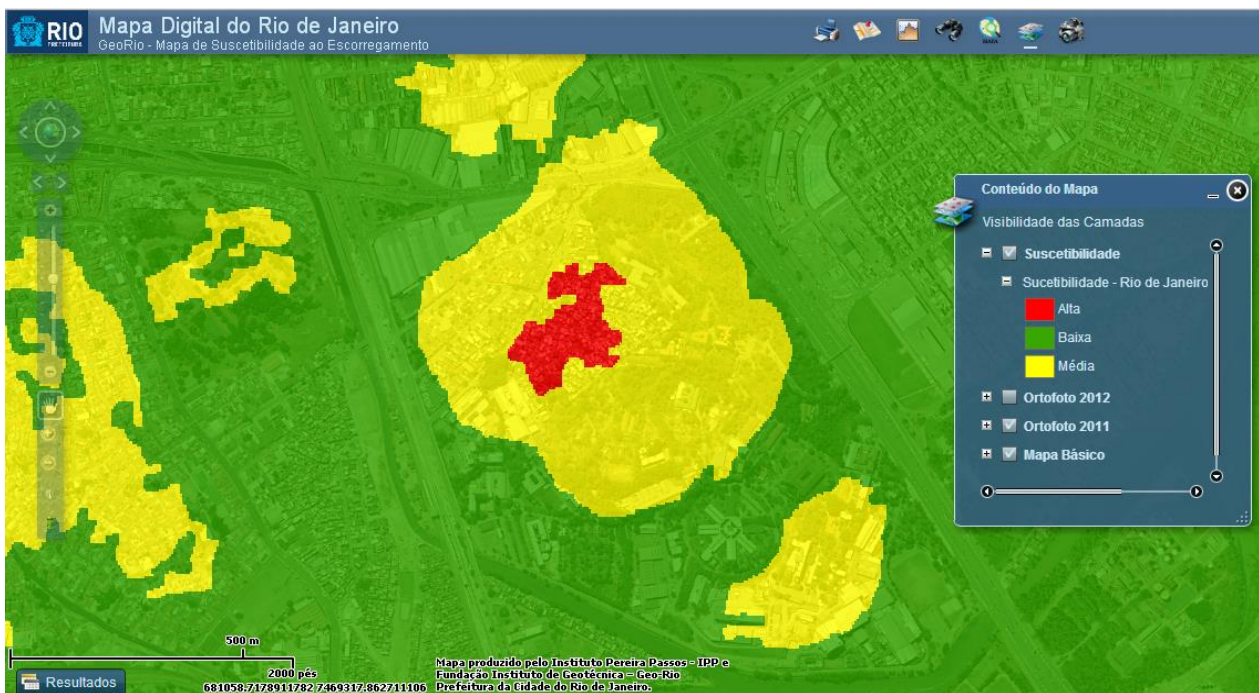 RIO
PREFEITURA
Mapa Digital do Rio de Janeiro
GeoRio - Mapa de Suscetibilidade ao Escorregamento
Conteúdo do Mapa
Visibilidade das Camadas
Suscetibilidade
Sucetibilidade - Rio de Janeiro
Alta
Baixa
Média
Ortofoto 2012
Ortofoto 2011
Mapa Básico
500 m
2000 pés
681058.7178911782 7469317.862711106
Mapa produzido pelo Instituto Pereira Passos - IPP e
Fundação Instituto de Geotécnica - Geo-Rio
Prefeitura da Cidade do Rio de Janeiro.
Resultados